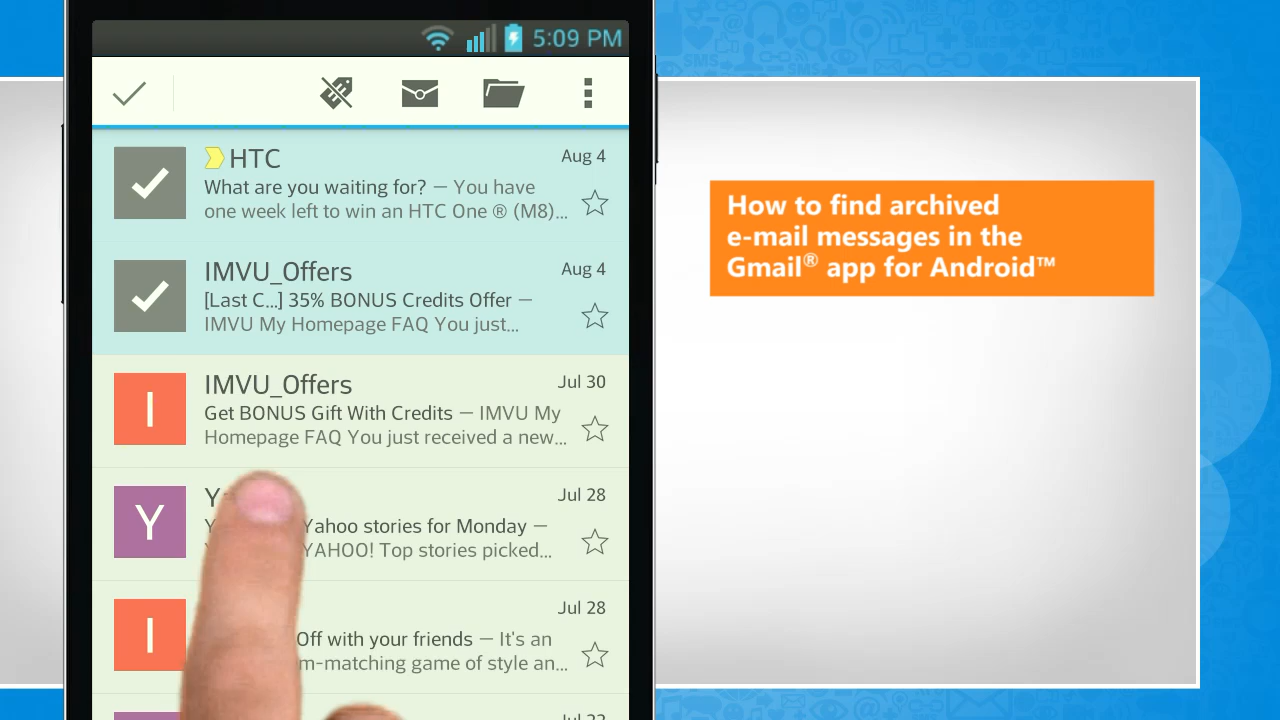 5:09 PM
HTC
Aug 4
What are you waiting for? — You have
one week left to win an HTC One ® (M8)...
IMVU_Offers
Aug 4
[Last C...] 35% BONUS Credits Offer —
IMVU My Homepage FAQ You just...
I
IMVU_Offers
Jul 30
Get BONUS Gift With Credits — IMVU My
Homepage FAQ You just received a new...
Y
Jul 28
Yahoo stories for Monday —
YAHOO! Top stories picked...
I
Jul 28
Off with your friends — It's an
game of style an...
How to find archived
e-mail messages in the
Gmail® app for Android™